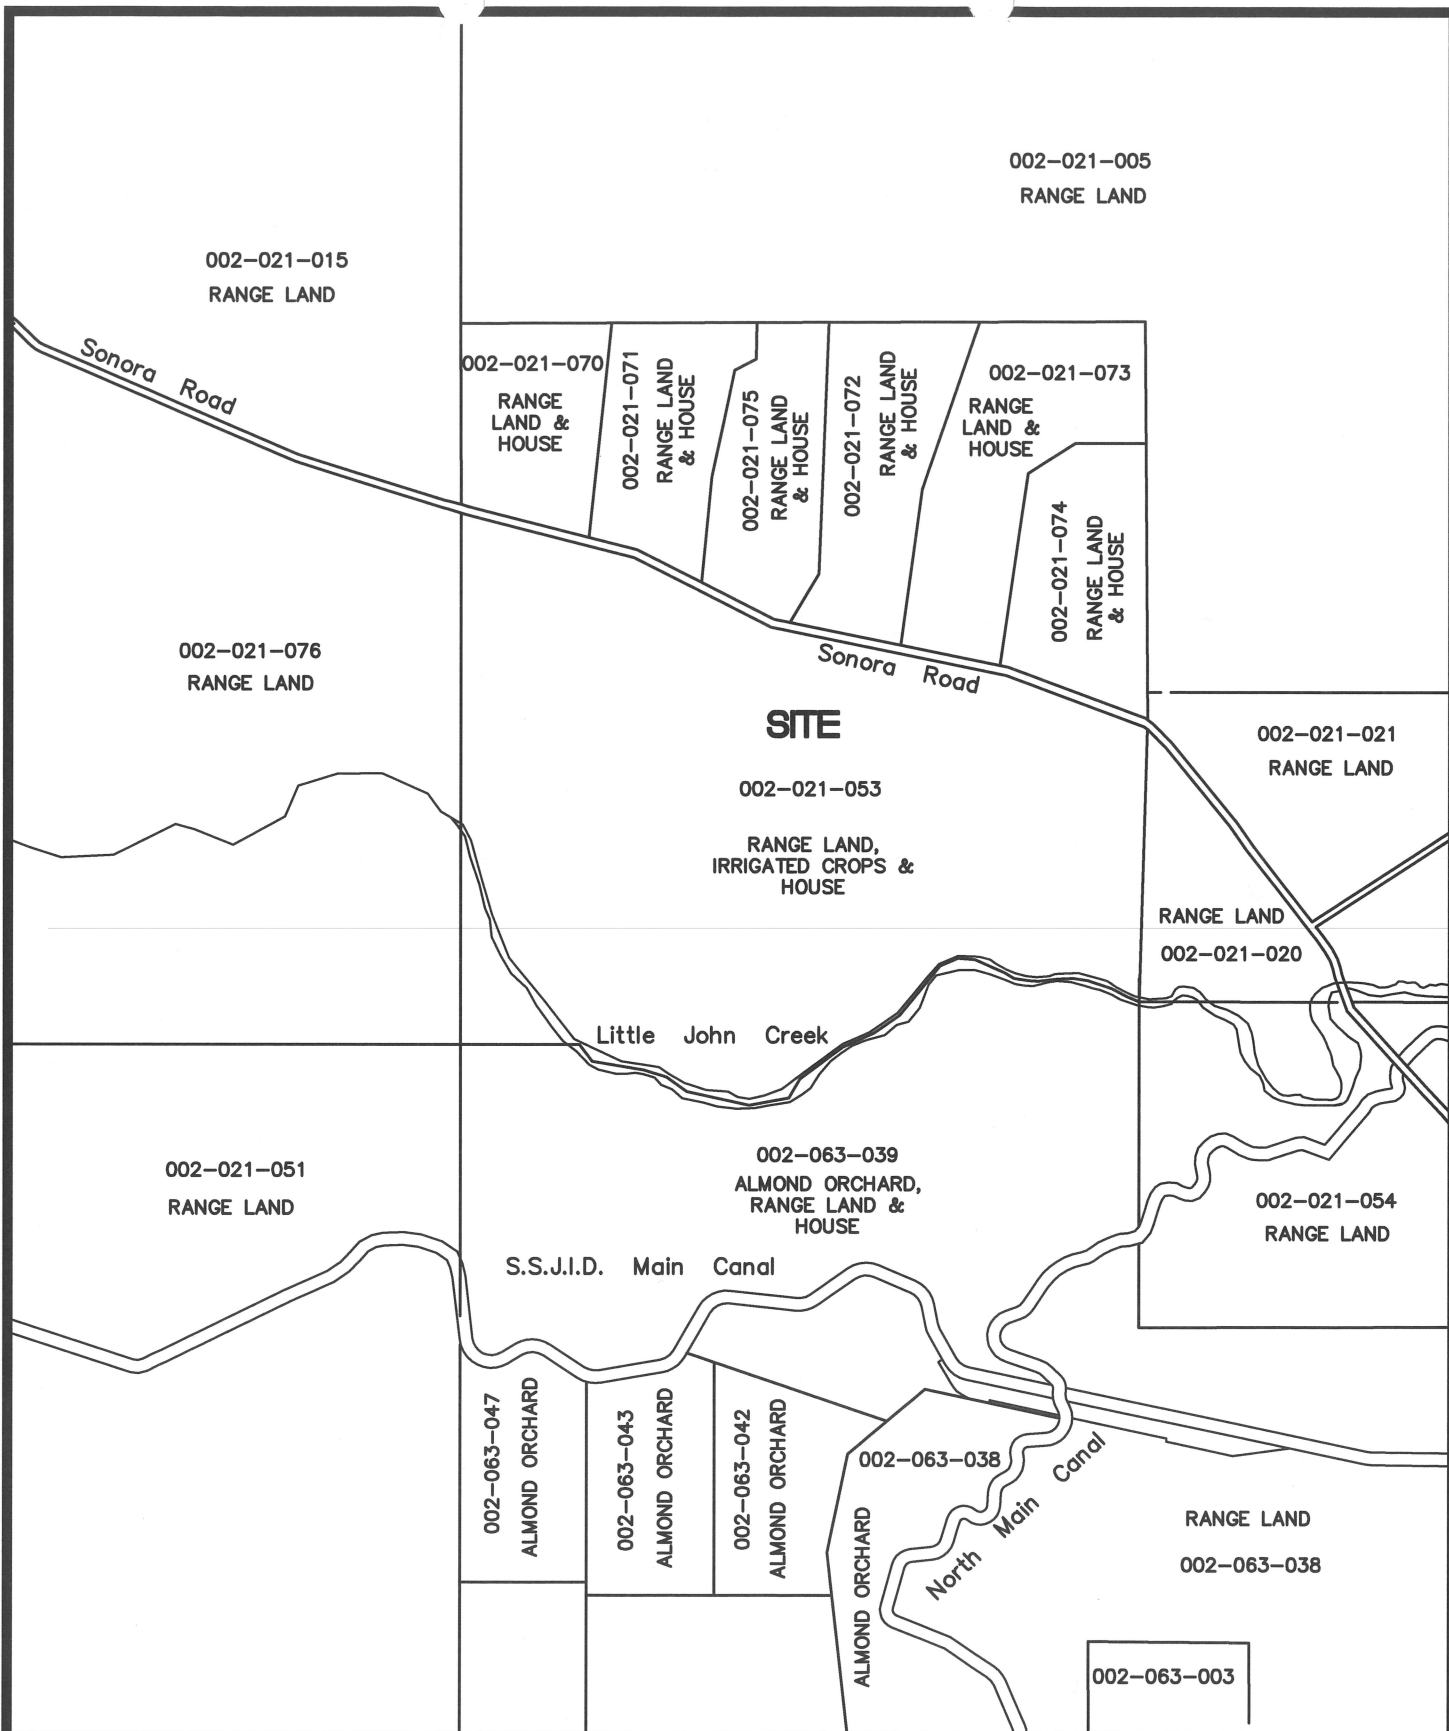 002-021-005
RANGE LAND
002-021-015
RANGE LAND
Sonora Road
002-021-070
RANGE
LAND &
HOUSE
002-021-071
RANGE LAND
& HOUSE
002-021-075
RANGE LAND
& HOUSE
002-021-072
RANGE LAND
& HOUSE
002-021-073
RANGE
LAND &
HOUSE
002-021-074
RANGE LAND
& HOUSE
002-021-076
RANGE LAND
Sonora Road
SITE
002-021-053
RANGE LAND,
IRRIGATED CROPS &
HOUSE
002-021-021
RANGE LAND
RANGE LAND
002-021-020
Little John Creek
002-021-051
RANGE LAND
002-063-039
ALMOND ORCHARD,
RANGE LAND &
HOUSE
002-021-054
RANGE LAND
S.S.J.I.D. Main Canal
002-063-047
ALMOND ORCHARD
002-063-043
ALMOND ORCHARD
002-063-042
ALMOND ORCHARD
002-063-038
ALMOND ORCHARD
North Main Canal
RANGE LAND
002-063-038
002-063-003